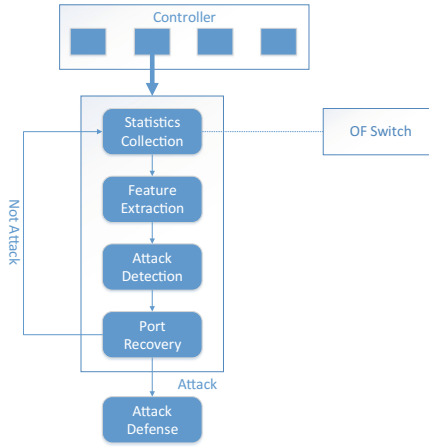 Controller
Statistics
Collection
OF Switch
Feature
Extraction
Not Attack
Attack
Detection
Port
Recovery
Attack
Attack
Defense